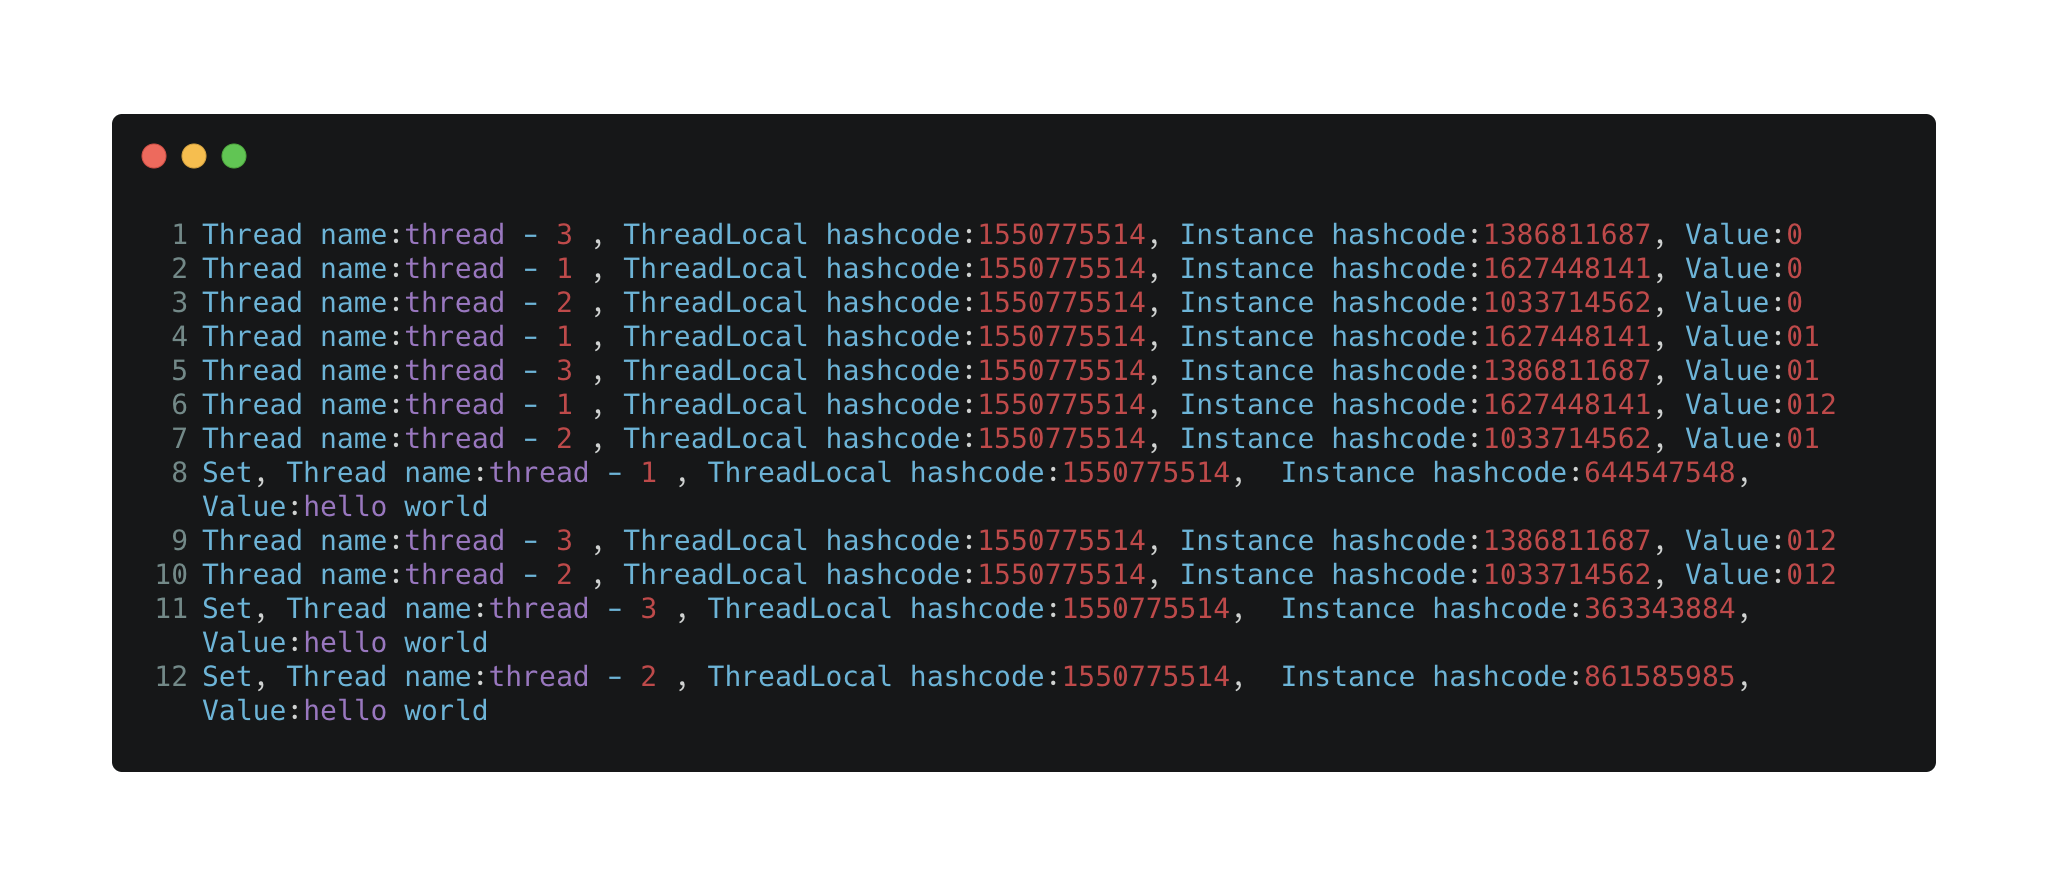 1 Thread name:thread - 3 , ThreadLocal hashcode:1550775514, Instance hashcode:1386811687, Value:0
2 Thread name:thread - 1 , ThreadLocal hashcode:1550775514, Instance hashcode:1627448141, Value:0
3 Thread name:thread - 2 , ThreadLocal hashcode:1550775514, Instance hashcode:1033714562, Value:0
4 Thread name:thread - 1 , ThreadLocal hashcode:1550775514, Instance hashcode:1627448141, Value:01
5 Thread name:thread - 3 , ThreadLocal hashcode:1550775514, Instance hashcode:1386811687, Value:01
6 Thread name:thread - 1 , ThreadLocal hashcode:1550775514, Instance hashcode:1627448141, Value:012
7 Thread name:thread - 2 , ThreadLocal hashcode:1550775514, Instance hashcode:1033714562, Value:01
8 Set, Thread name:thread - 1 , ThreadLocal hashcode:1550775514,  Instance hashcode:644547548,
Value:hello world
9 Thread name:thread - 3 , ThreadLocal hashcode:1550775514, Instance hashcode:1386811687, Value:012
10 Thread name:thread - 2 , ThreadLocal hashcode:1550775514, Instance hashcode:1033714562, Value:012
11 Set, Thread name:thread - 3 , ThreadLocal hashcode:1550775514,  Instance hashcode:363343884,
Value:hello world
12 Set, Thread name:thread - 2 , ThreadLocal hashcode:1550775514,  Instance hashcode:861585985,
Value:hello world